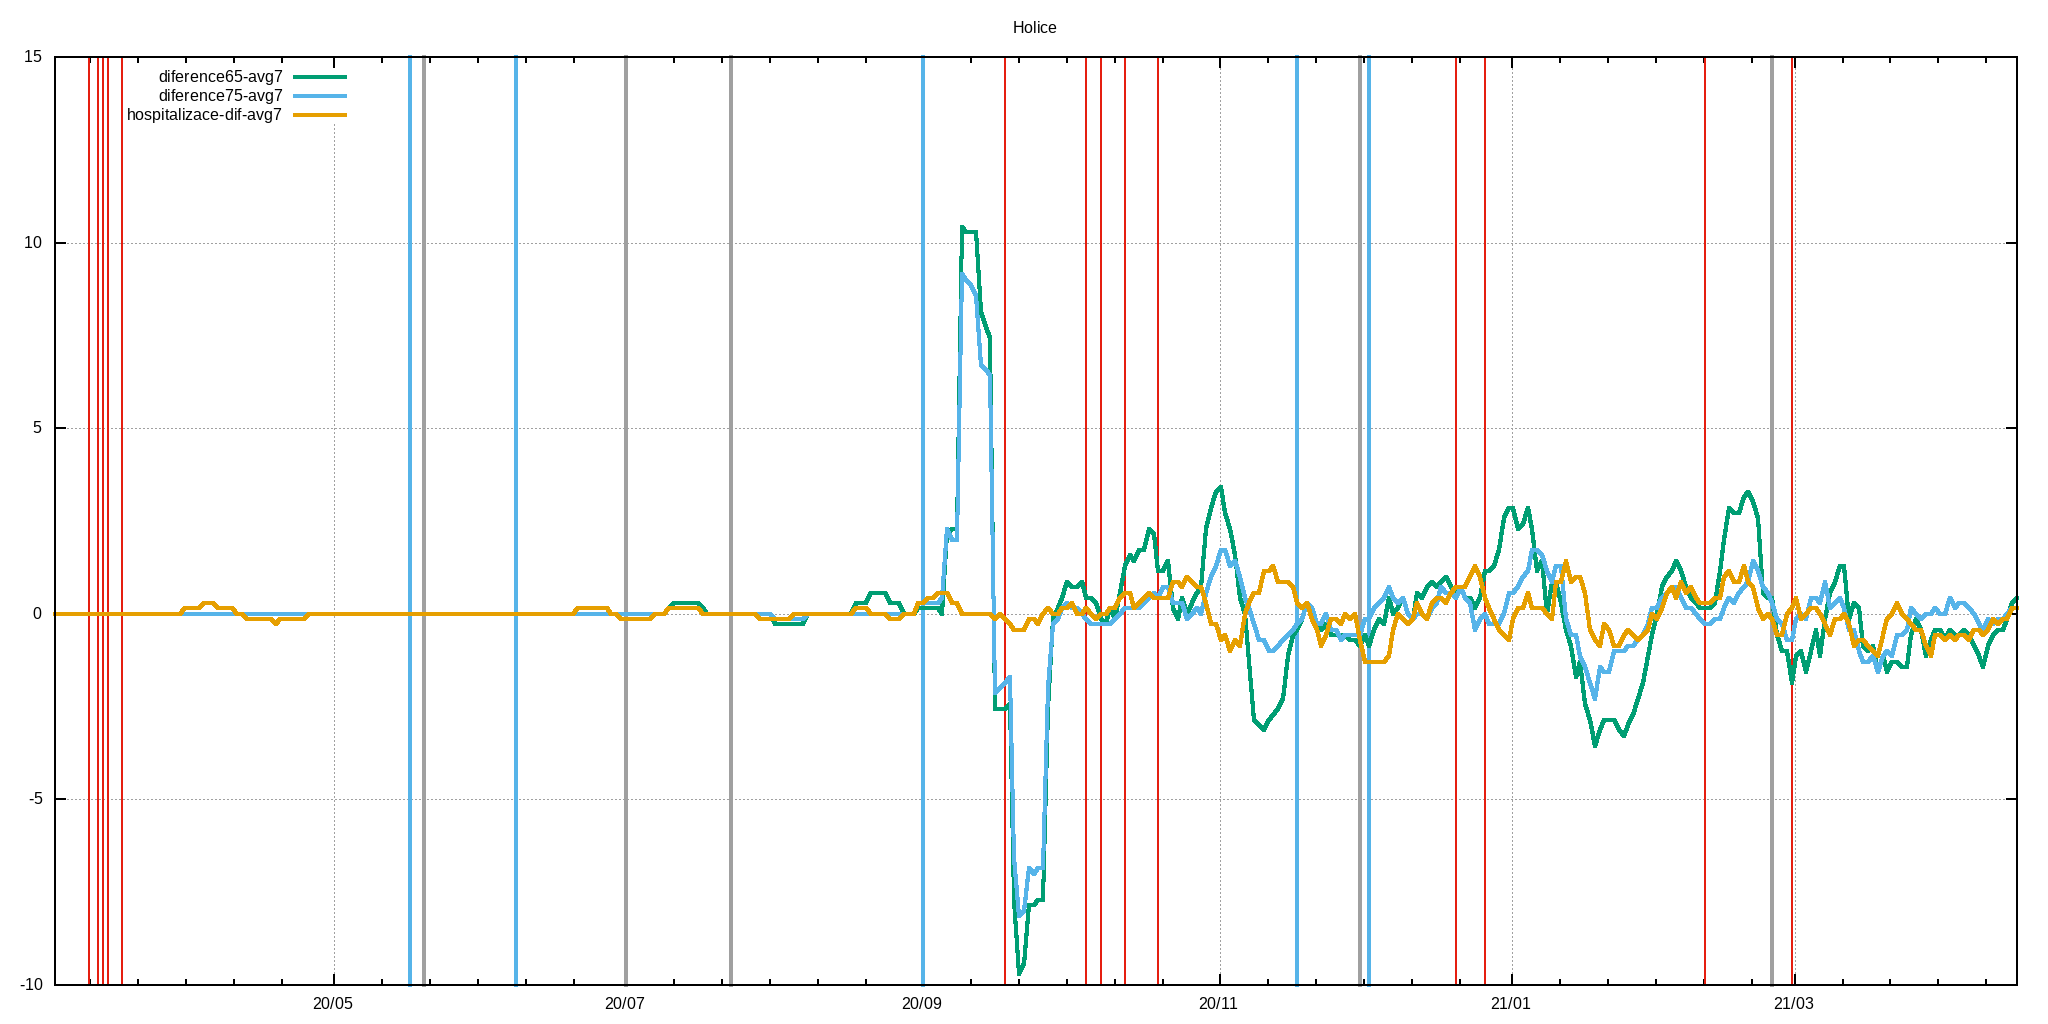 Holice
15
diference65-avg7
diference75-avg7
hospitalizace-dif-avg7
10
5
0
-5
-10
20/05 20/07 20/09 20/11 21/01 21/03